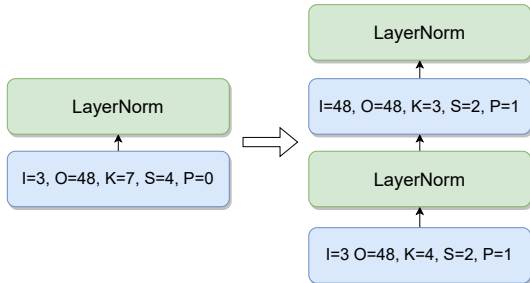 LayerNorm
I=3, O=48, K=7, S=4, P=0
LayerNorm
I=48, O=48, K=3, S=2, P=1
LayerNorm
I=3 O=48, K=4, S=2, P=1